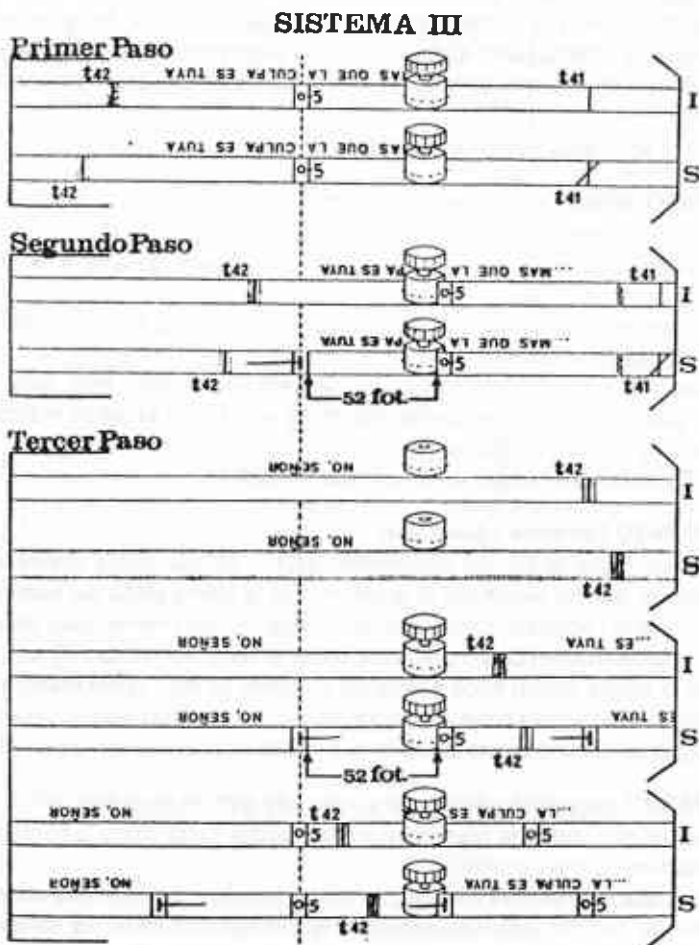 SISTEMA III
Primer Paso
t42 MAS QUE LA CULPA ES TUYA t41
5 I
MAS QUE LA CULPA ES TUYA
5 S
t42 t41
Segundo Paso
t42 ...MAS QUE LA PA ES TUYA t41
5 I
...MAS QUE LA PA ES TUYA
5 S
t42 t41
52 fot.
Tercer Paso
NO, SEÑOR t42
I
NO, SEÑOR
S
t42
NO, SEÑOR t42 ...ES TUYA
I
NO, SEÑOR ES TUYA
5 S
t42
52 fot.
NO, SEÑOR t42 ...LA CULPA ES
5 5 I
NO, SEÑOR ...LA CULPA ES TUYA
5 5 S
t42